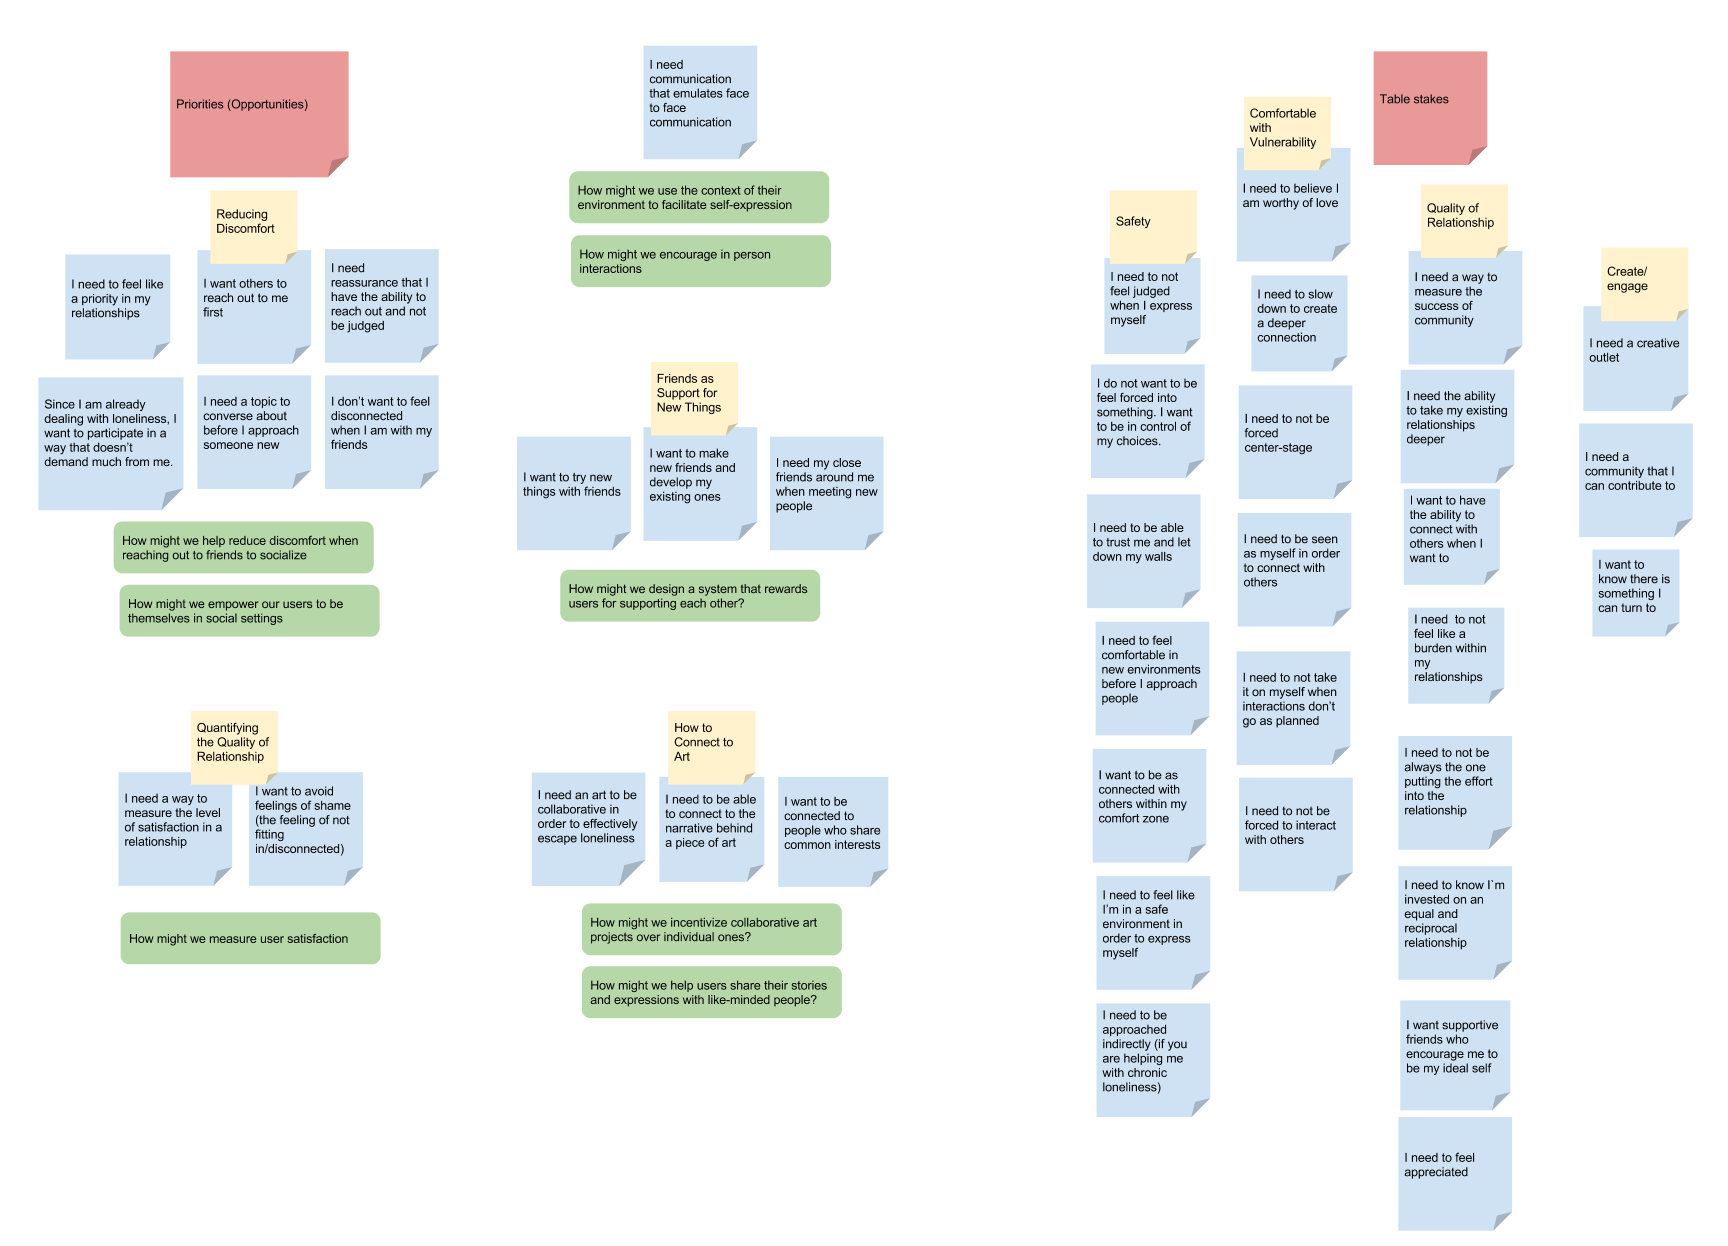 Priorities (Opportunities)
Reducing
Discomfort
I need to feel like
a priority in my
relationships
I want others to
reach out to me
first
I need
reassurance that I
have the ability to
reach out and not
be judged
Since I am already
dealing with loneliness, I
want to participate in a
way that doesn't
demand much from me.
I need a topic to
converse about
before I approach
someone new
I don't want to feel
disconnected
when I am with my
friends
How might we help reduce discomfort when
reaching out to friends to socialize
How might we empower our users to be
themselves in social settings
Quantifying
the Quality of
Relationship
I need a way to
measure the level
of satisfaction in a
relationship
I want to avoid
feelings of shame
(the feeling of not
fitting
in/disconnected)
How might we measure user satisfaction
I need
communication
that emulates face
to face
communication
How might we use the context of their
environment to facilitate self-expression
How might we encourage in person
interactions
Friends as
Support for
New Things
I want to try new
things with friends
I want to make
new friends and
develop my
existing ones
I need my close
friends around me
when meeting new
people
How might we design a system that rewards
users for supporting each other?
How to
Connect to
Art
I need an art to be
collaborative in
order to effectively
escape loneliness
I need to be able
to connect to the
narrative behind
a piece of art
I want to be
connected to
people who share
common interests
How might we incentivize collaborative art
projects over individual ones?
How might we help users share their stories
and expressions with like-minded people?
Table stakes
Safety
I need to not
feel judged
when I express
myself
I do not want to be
feel forced into
something. I want
to be in control of
my choices.
I need to be able
to trust me and let
down my walls
I need to feel
comfortable in
new environments
before I approach
people
I want to be as
connected with
others within my
comfort zone
I need to feel like
I'm in a safe
environment in
order to express
myself
I need to be
approached
indirectly (if you
are helping me
with chronic
loneliness)
Comfortable
with
Vulnerability
I need to believe I
am worthy of love
I need to slow
down to create
a deeper
connection
I need to not be
forced
center-stage
I need to be seen
as myself in order
to connect with
others
I need to not take
it on myself when
interactions don't
go as planned
I need to not be
forced to interact
with others
Quality of
Relationship
I need a way to
measure the
success of
community
I need the ability
to take my existing
relationships
deeper
I want to have
the ability to
connect with
others when I
want to
I need  to not
feel like a
burden within
my
relationships
I need to not be
always the one
putting the effort
into the
relationship
I need to know I`m
invested on an
equal and
reciprocal
relationship
I want supportive
friends who
encourage me to
be my ideal self
I need to feel
appreciated
Create/
engage
I need a creative
outlet
I need a
community that I
can contribute to
I want to
know there is
something I
can turn to